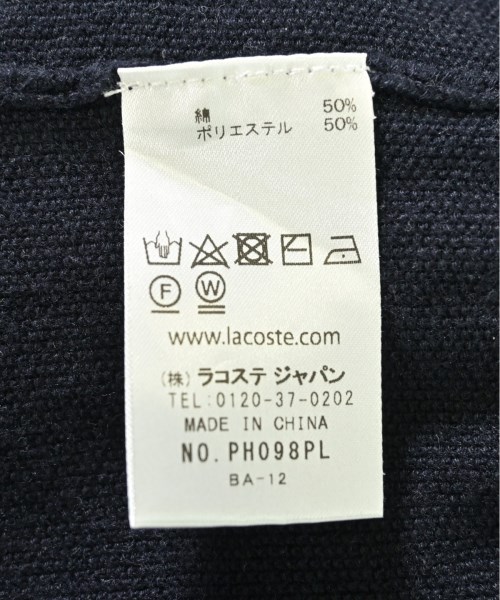 綿 50%
ポリエステル 50%
F W
www.lacoste.com
(株) ラコステ ジャパン
TEL:0120-37-0202
MADE IN CHINA
NO. PH098PL
BA-12